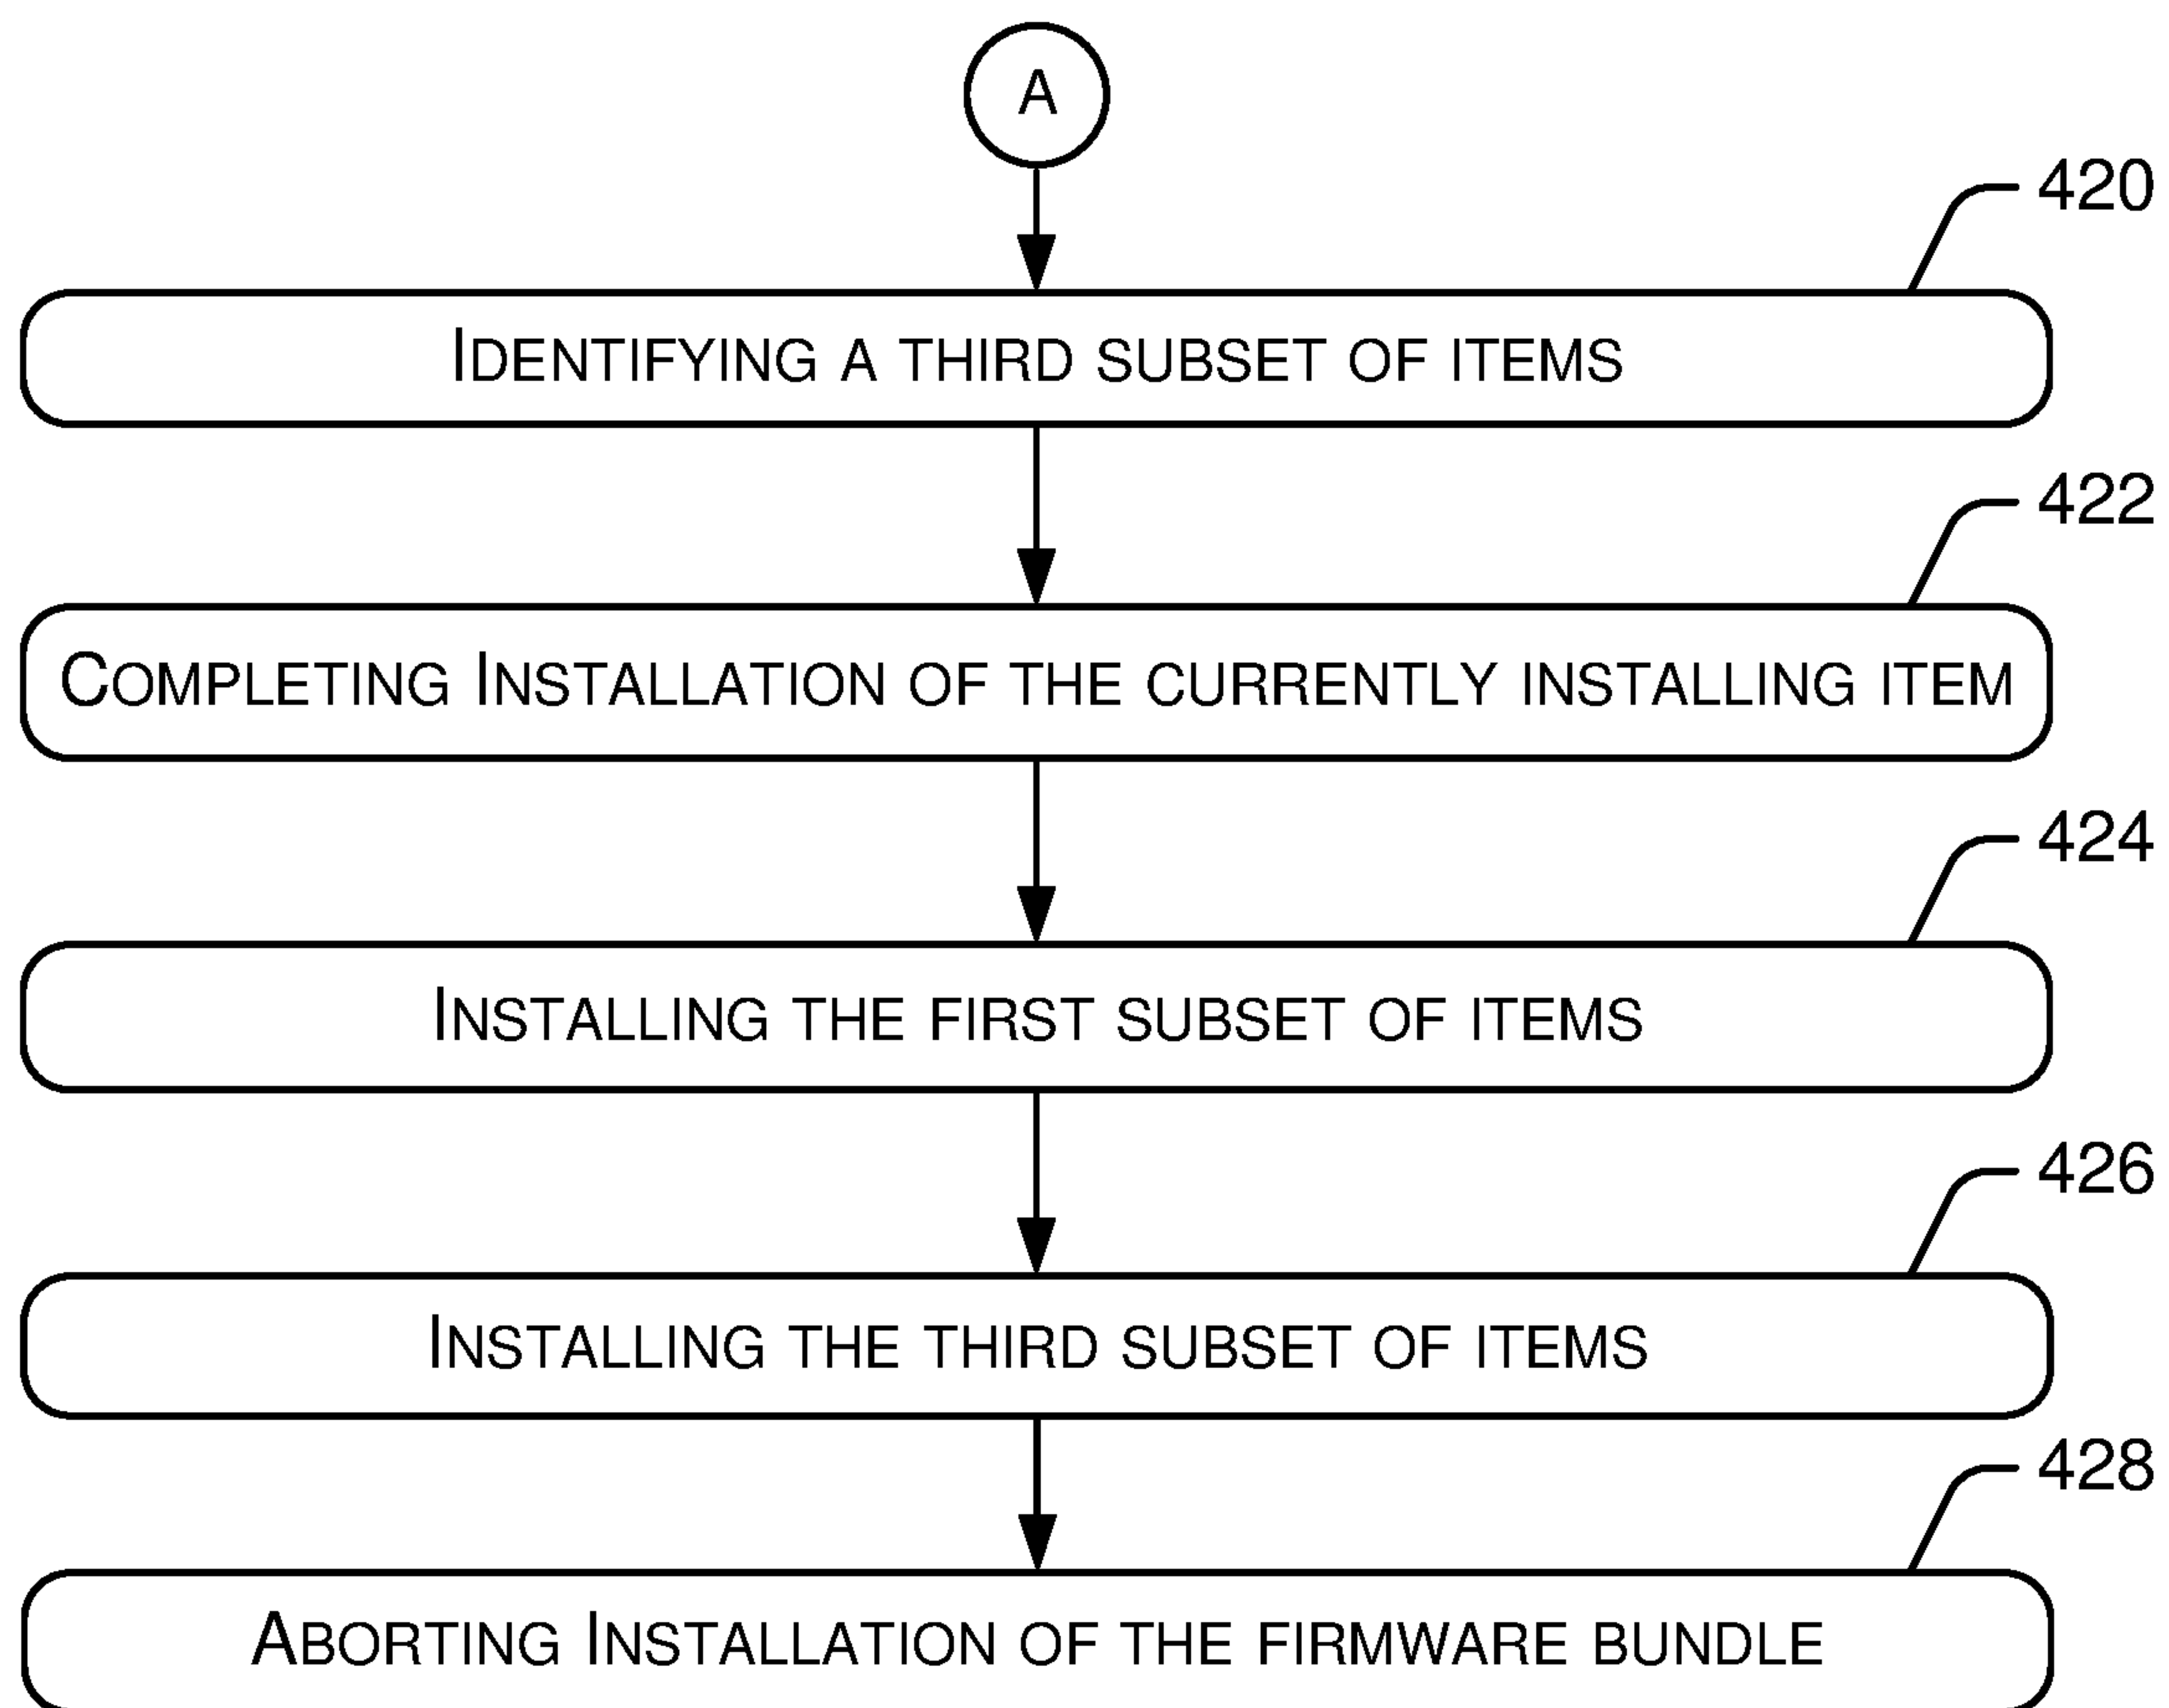 A
420
IDENTIFYING A THIRD SUBSET OF ITEMS
422
COMPLETING INSTALLATION OF THE CURRENTLY INSTALLING ITEM
424
INSTALLING THE FIRST SUBSET OF ITEMS
426
INSTALLING THE THIRD SUBSET OF ITEMS
428
ABORTING INSTALLATION OF THE FIRMWARE BUNDLE